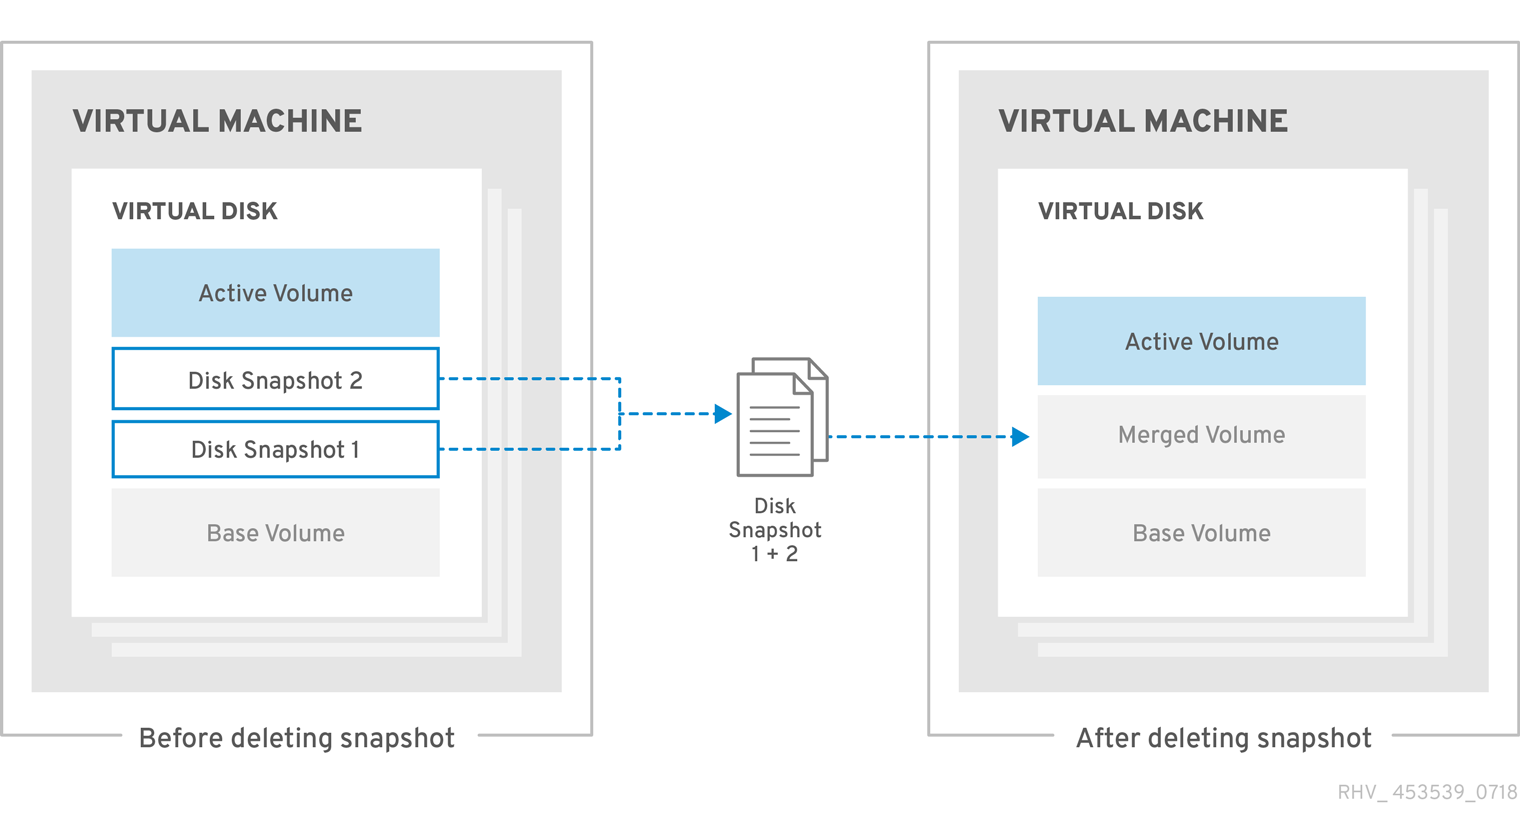 VIRTUAL MACHINE
VIRTUAL DISK
Active Volume
Disk Snapshot 2
Disk Snapshot 1
Base Volume
Before deleting snapshot
Disk
Snapshot
1 + 2
VIRTUAL MACHINE
VIRTUAL DISK
Active Volume
Merged Volume
Base Volume
After deleting snapshot
RHV_ 453539_0718